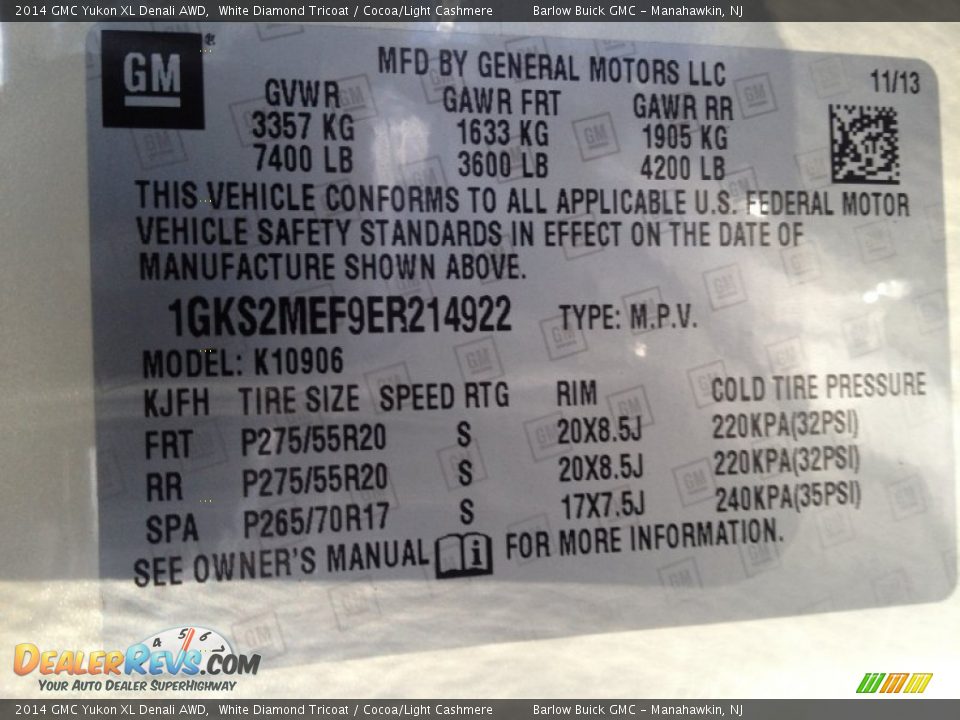 2014 GMC Yukon XL Denali AWD, White Diamond Tricoat / Cocoa/Light Cashmere Barlow Buick GMC - Manahawkin, NJ
GM
MFD BY GENERAL MOTORS LLC
11/13
GVWR GAWR FRT GAWR RR
3357 KG 1633 KG 1905 KG
7400 LB 3600 LB 4200 LB
THIS VEHICLE CONFORMS TO ALL APPLICABLE U.S. FEDERAL MOTOR
VEHICLE SAFETY STANDARDS IN EFFECT ON THE DATE OF
MANUFACTURE SHOWN ABOVE.
1GKS2MEF9ER214922 TYPE: M.P.V.
MODEL: K10906
KJFH TIRE SIZE SPEED RTG RIM COLD TIRE PRESSURE
FRT P275/55R20 S 20X8.5J 220KPA(32PSI)
RR P275/55R20 S 20X8.5J 220KPA(32PSI)
SPA P265/70R17 S 17X7.5J 240KPA(35PSI)
SEE OWNER'S MANUAL FOR MORE INFORMATION.
4 5 6
DEALERREVS.COM
YOUR AUTO DEALER SUPERHIGHWAY
2014 GMC Yukon XL Denali AWD, White Diamond Tricoat / Cocoa/Light Cashmere Barlow Buick GMC - Manahawkin, NJ